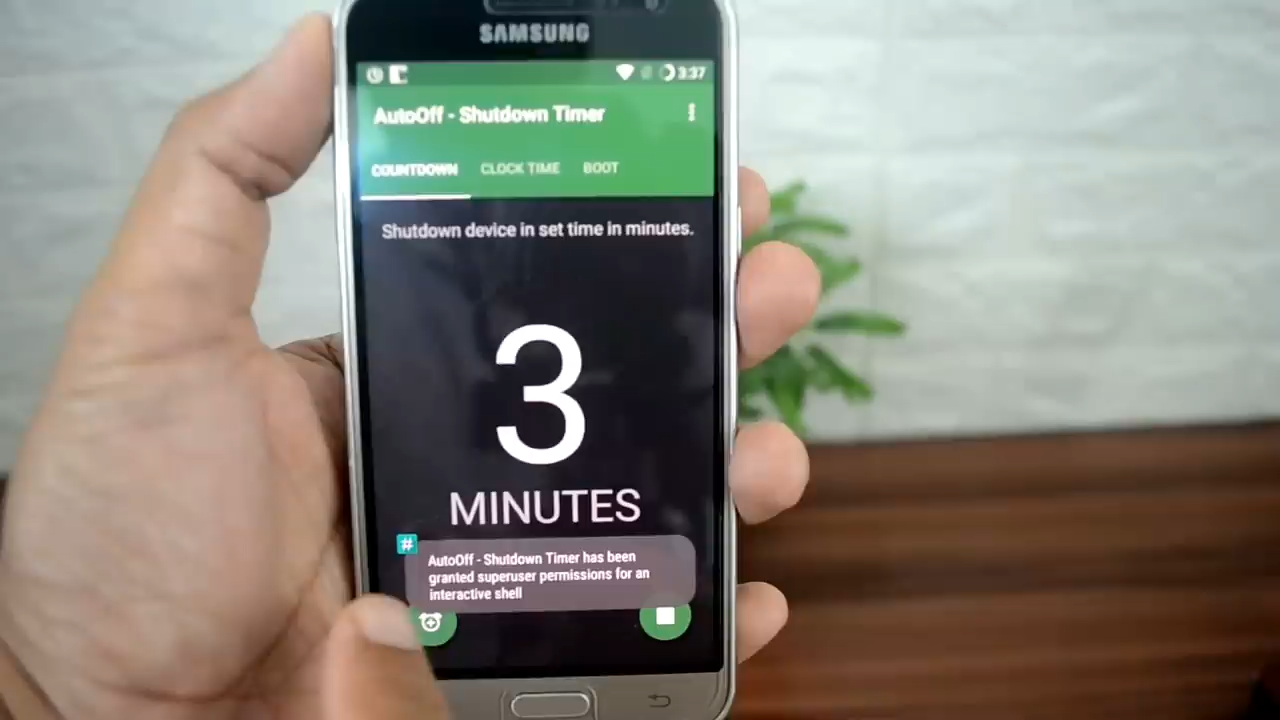 SAMSUNG
3:37
AutoOff - Shutdown Timer
COUNTDOWN CLOCK TIME BOOT
Shutdown device in set time in minutes.
3
MINUTES
#
AutoOff - Shutdown Timer has been
granted superuser permissions for an
interactive shell